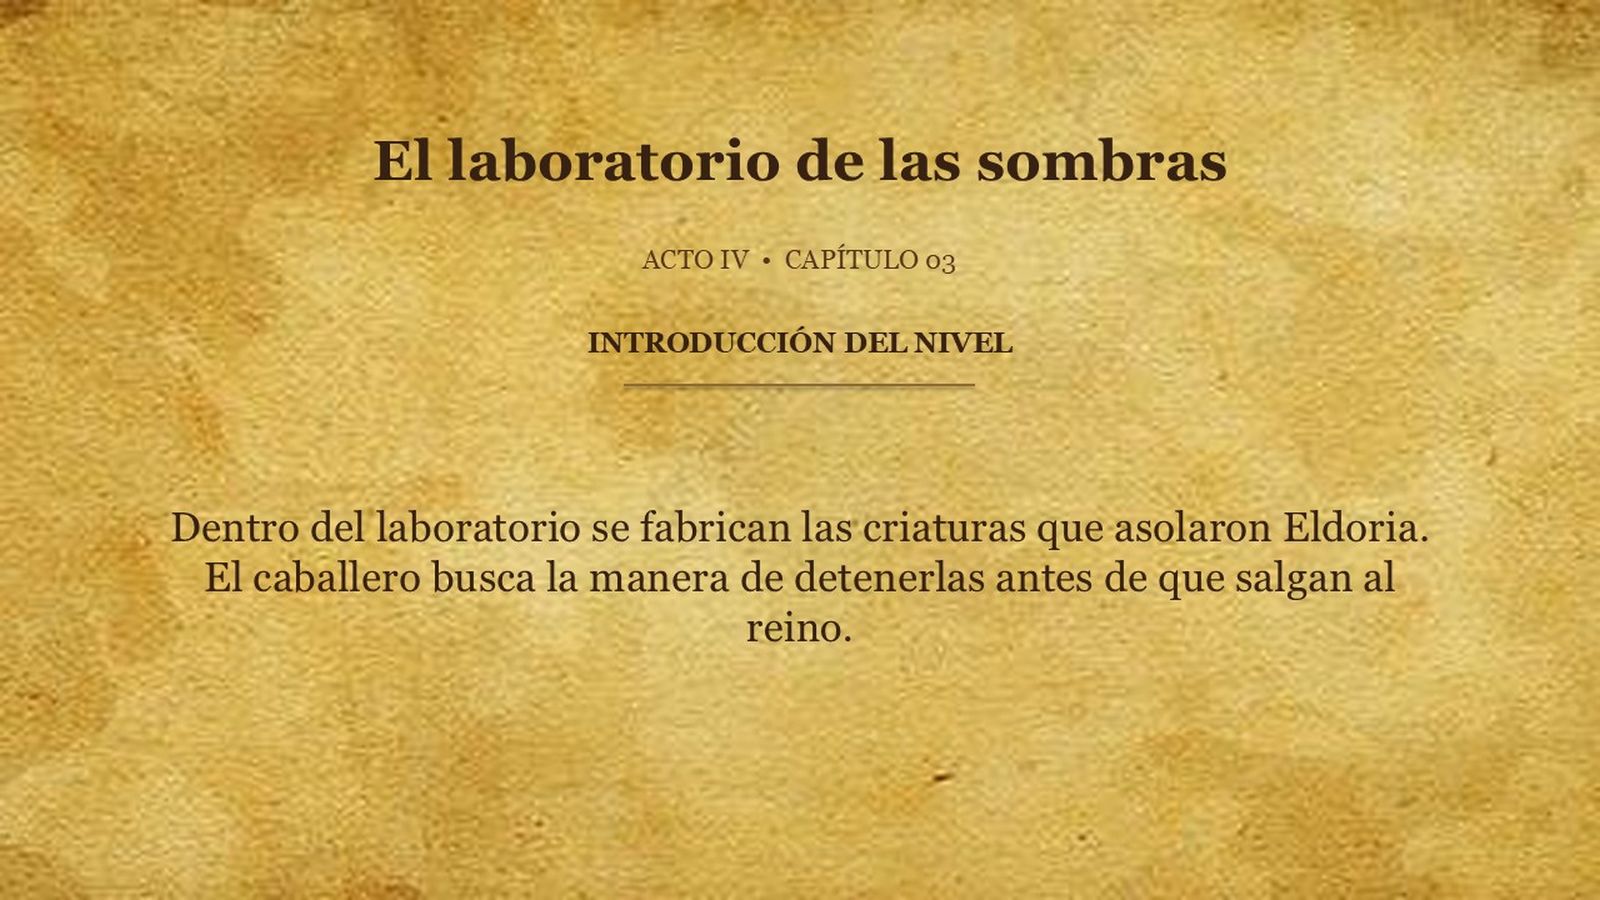 El laboratorio de las sombras
ACTO IV • CAPÍTULO 03
INTRODUCCIÓN DEL NIVEL
Dentro del laboratorio se fabrican las criaturas que asolaron Eldoria.
El caballero busca la manera de detenerlas antes de que salgan al
reino.